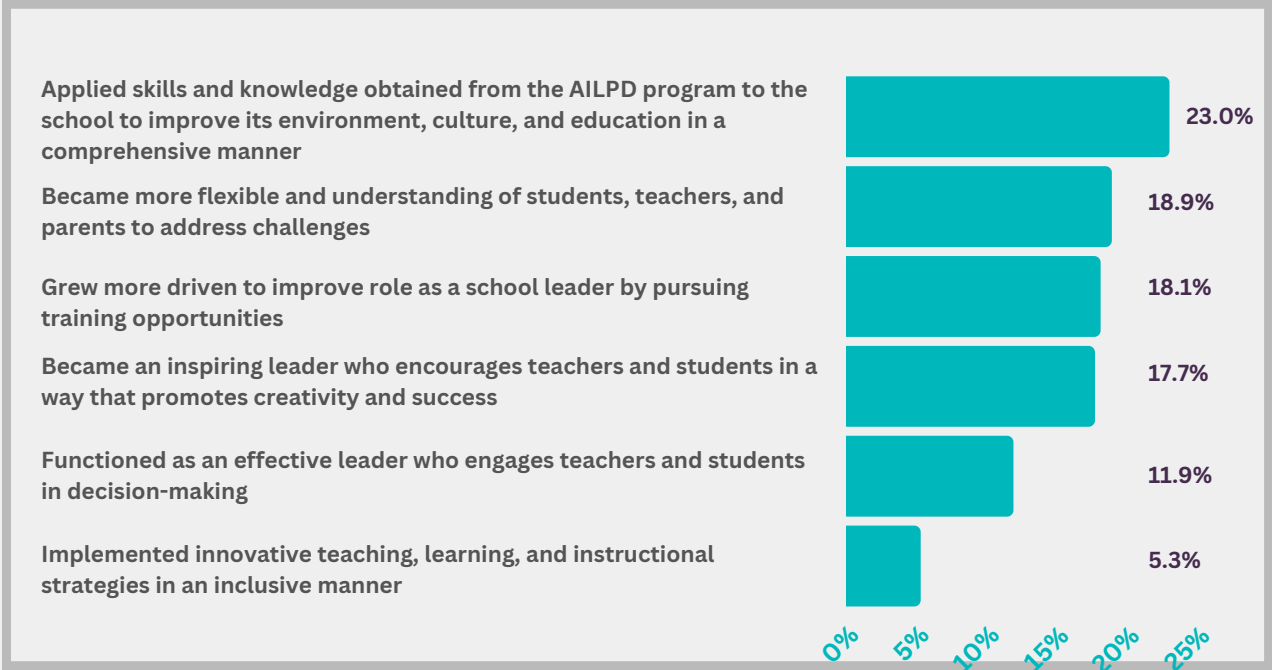 Applied skills and knowledge obtained from the AILPD program to the
school to improve its environment, culture, and education in a
comprehensive manner
23.0%
Became more flexible and understanding of students, teachers, and
parents to address challenges
18.9%
Grew more driven to improve role as a school leader by pursuing
training opportunities
18.1%
Became an inspiring leader who encourages teachers and students in a
way that promotes creativity and success
17.7%
Functioned as an effective leader who engages teachers and students
in decision-making
11.9%
Implemented innovative teaching, learning, and instructional
strategies in an inclusive manner
5.3%
0% 5% 10% 15% 20% 25%